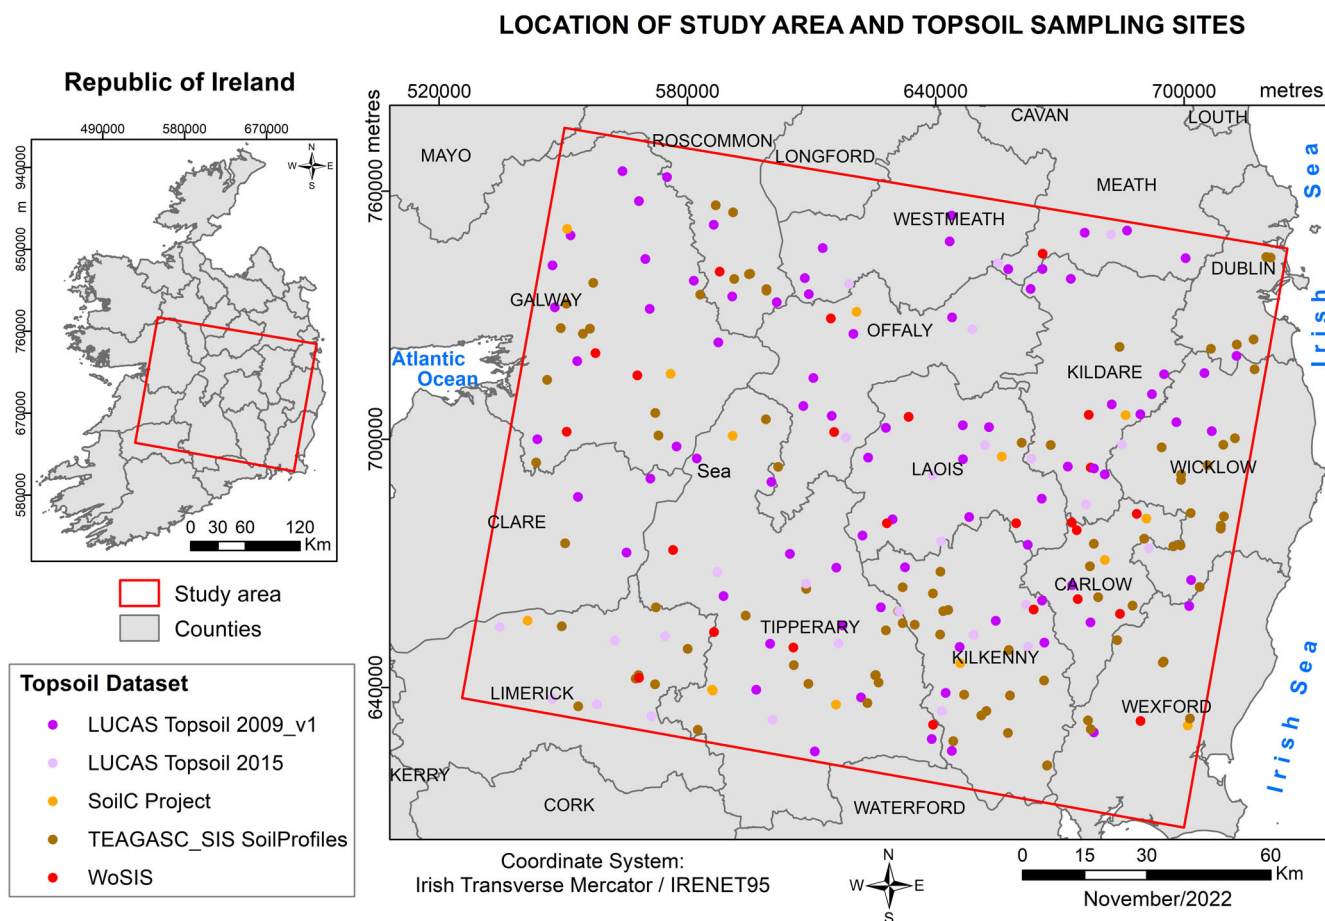 LOCATION OF STUDY AREA AND TOPSOIL SAMPLING SITES
Republic of Ireland
490000 580000 670000
940000
m
850000
760000
670000
580000
N
W E
S
0 30 60 120
Km
Study area
Counties
Topsoil Dataset
LUCAS Topsoil 2009_v1
LUCAS Topsoil 2015
SoilC Project
TEAGASC_SIS SoilProfiles
WoSIS
520000 580000 640000 700000 metres
760000 metres
700000
640000
MAYO
ROSCOMMON
LONGFORD
CAVAN
LOUTH
MEATH
WESTMEATH
DUBLIN
GALWAY
OFFALY
KILDARE
Atlantic
Ocean
LAOIS
WICKLOW
Sea
CLARE
CARLOW
TIPPERARY
KILKENNY
LIMERICK
WEXFORD
KERRY
CORK
WATERFORD
Irish Sea
Irish Sea
Coordinate System:
Irish Transverse Mercator / IRENET95
N
W E
S
0 15 30 60
Km
November/2022